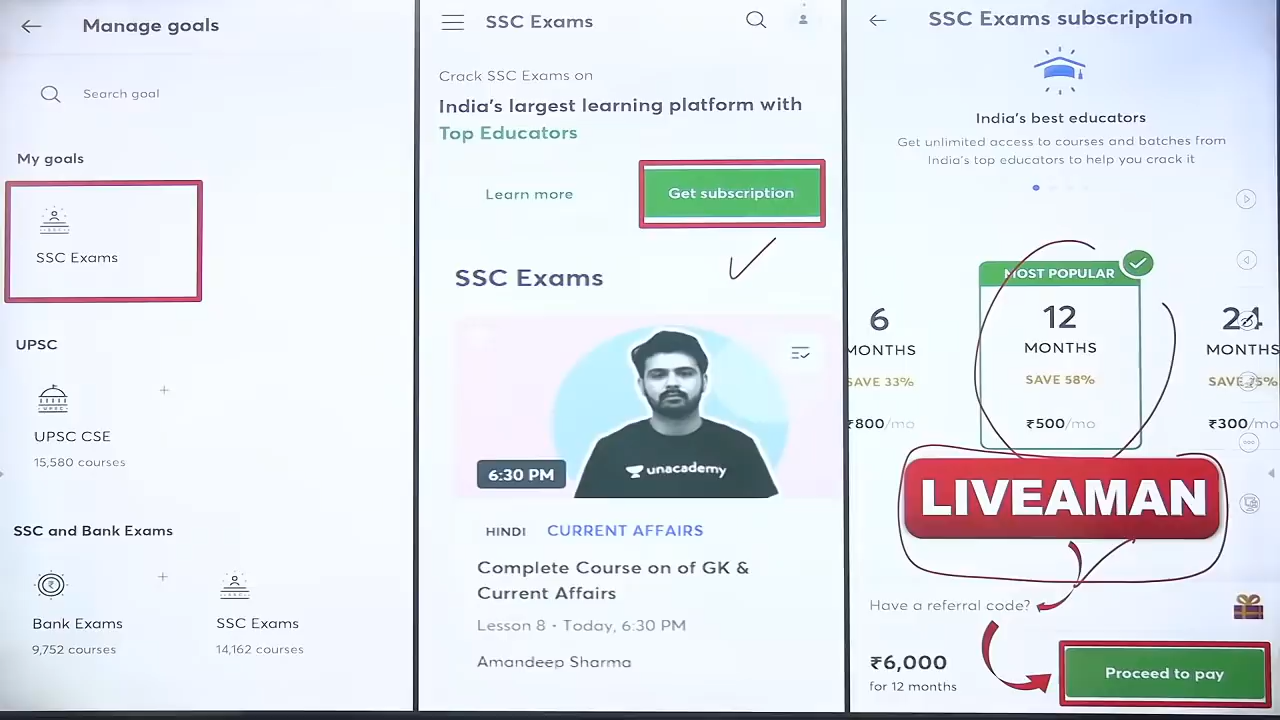 Manage goals
Search goal
My goals
SSC Exams
UPSC
UPSC CSE
15,580 courses
SSC and Bank Exams
Bank Exams
9,752 courses
SSC Exams
14,162 courses
SSC Exams
Crack SSC Exams on
India's largest learning platform with
Top Educators
Learn more
Get subscription
SSC Exams
unacademy
6:30 PM
HINDI CURRENT AFFAIRS
Complete Course on of GK &
Current Affairs
Lesson 8 • Today, 6:30 PM
Amandeep Sharma
SSC Exams subscription
India's best educators
Get unlimited access to courses and batches from
India's top educators to help you crack it
6
MONTHS
SAVE 33%
₹800/mo
MOST POPULAR
12
MONTHS
SAVE 58%
₹500/mo
24
MONTHS
SAVE 75%
₹300/mo
LIVEAMAN
Have a referral code?
₹6,000
for 12 months
Proceed to pay